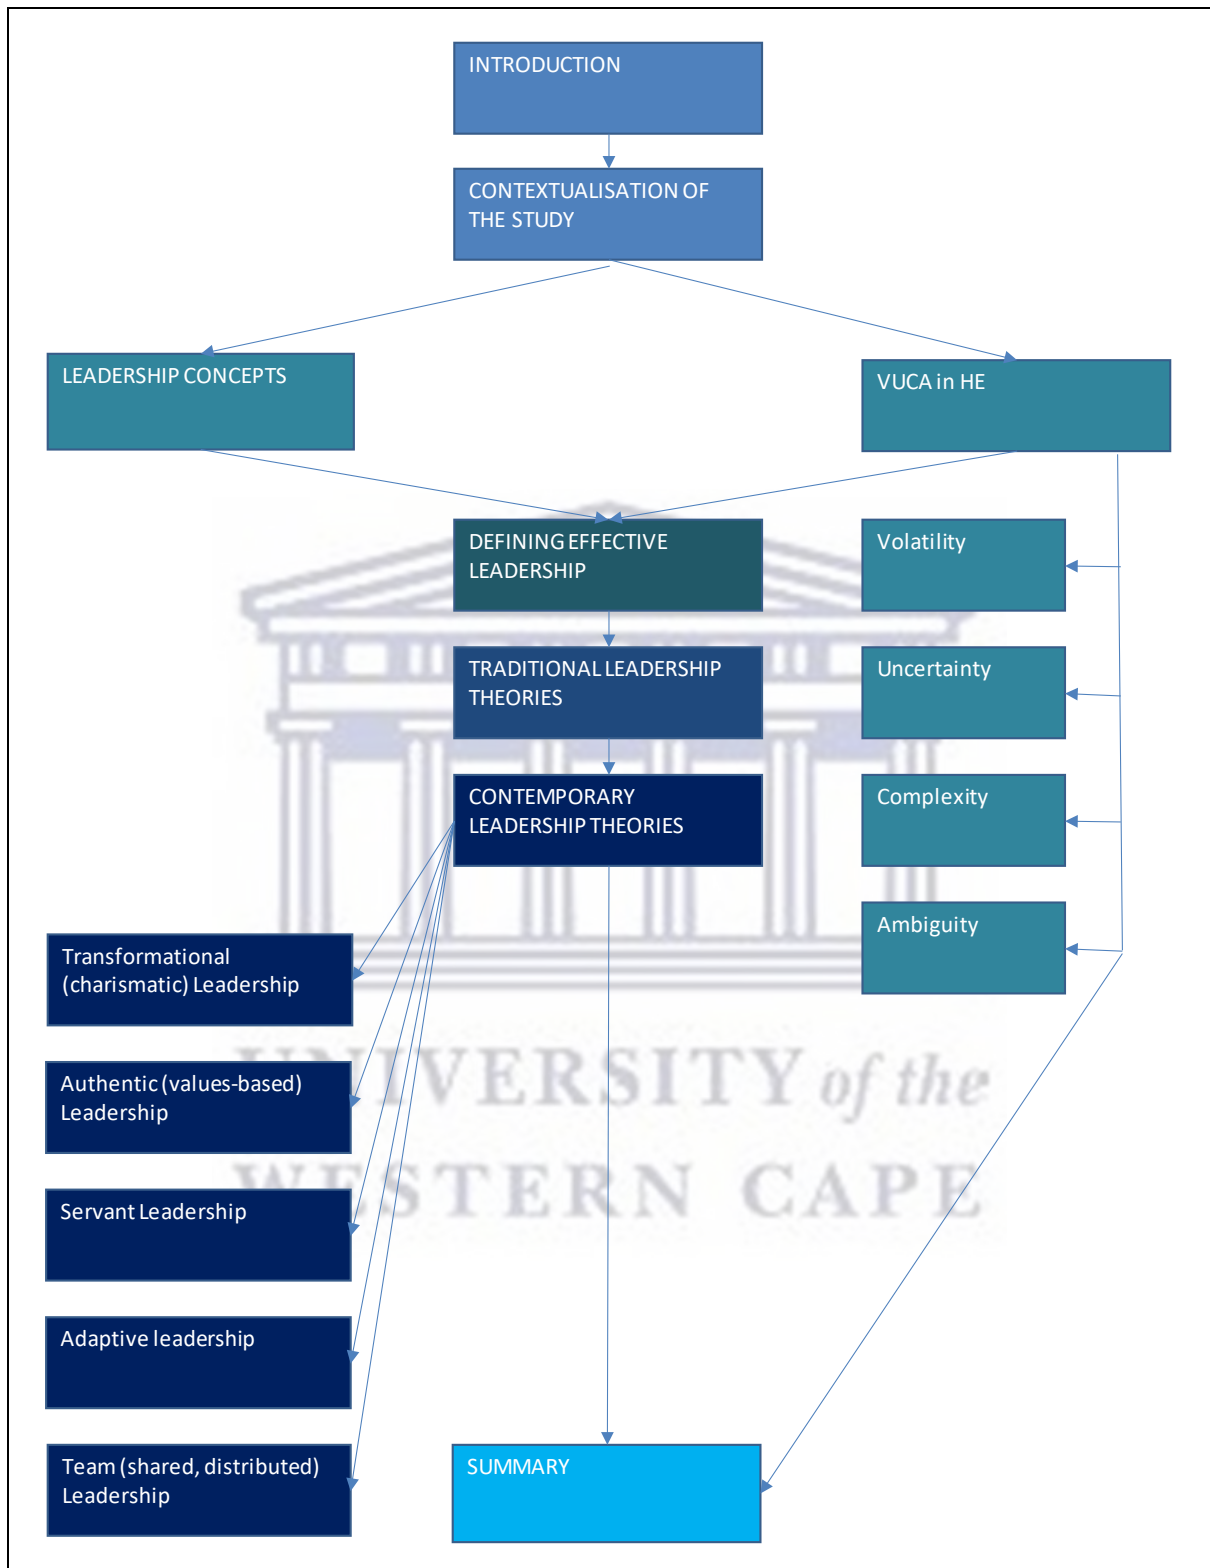 INTRODUCTION
CONTEXTUALISATION OF
THE STUDY
LEADERSHIP CONCEPTS
VUCA in HE
DEFINING EFFECTIVE
LEADERSHIP
Volatility
TRADITIONAL LEADERSHIP
THEORIES
Uncertainty
CONTEMPORARY
LEADERSHIP THEORIES
Complexity
Ambiguity
Transformational
(charismatic) Leadership
Authentic (values-based)
Leadership
Servant Leadership
Adaptive leadership
Team (shared, distributed)
Leadership
SUMMARY
UNIVERSITY of the
WESTERN CAPE